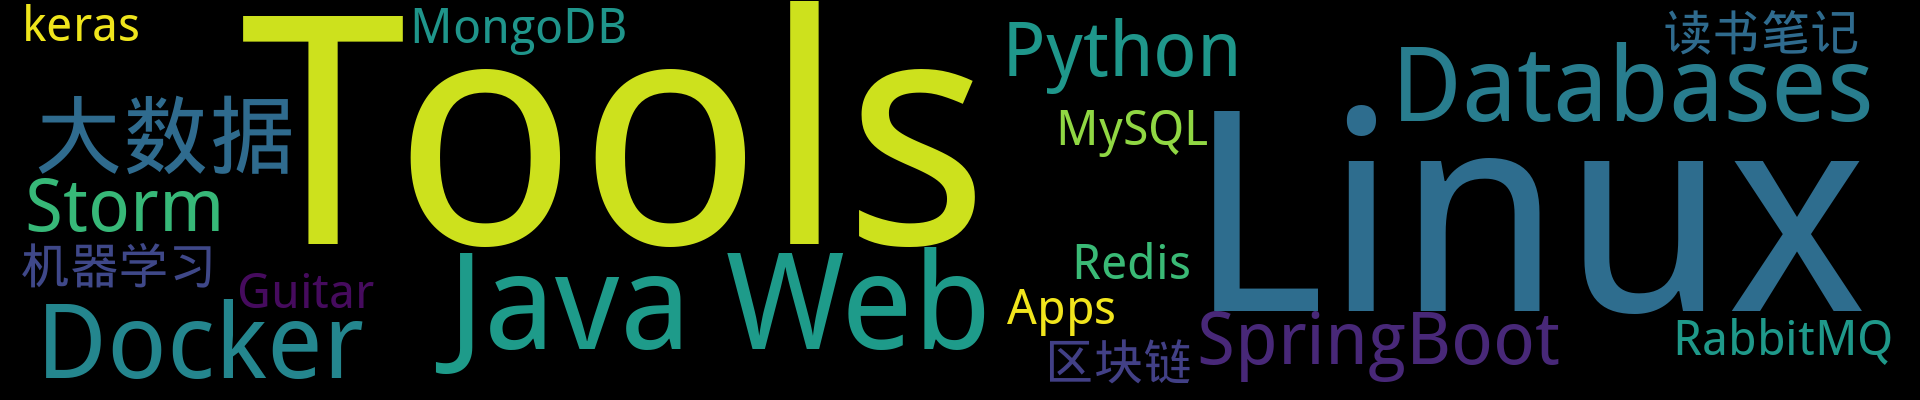 keras
Tools
MongoDB
Python
Databases
读书笔记
大数据
MySQL
Linux
Storm
机器学习
Guitar
Java Web
Redis
Apps
Docker
区块链
SpringBoot
RabbitMQ